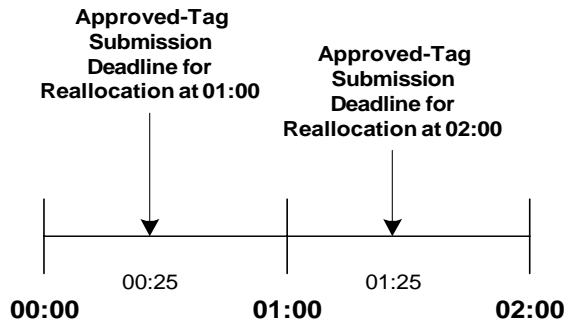 Approved-Tag
Submission
Deadline for
Reallocation at 01:00
Approved-Tag
Submission
Deadline for
Reallocation at 02:00
00:25
01:25
00:00
01:00
02:00